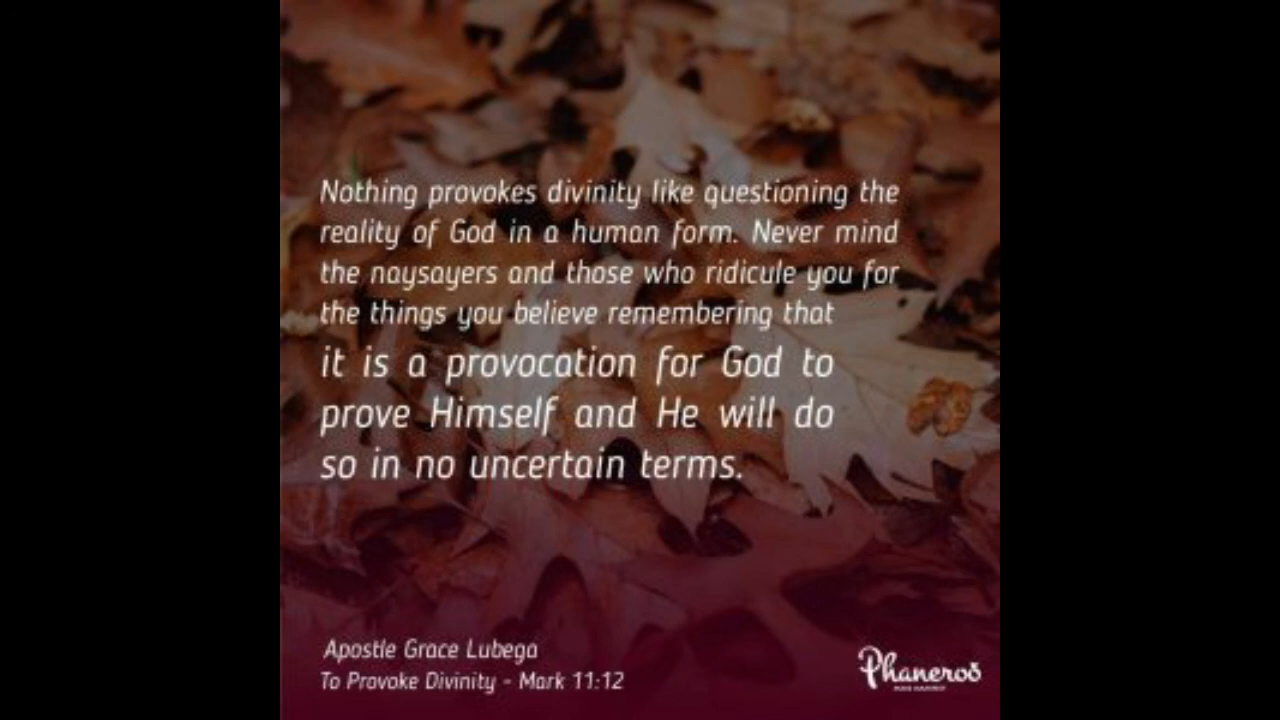 Nothing provokes divinity like questioning the
reality of God in a human form. Never mind
the naysayers and those who ridicule you for
the things you believe remembering that
it is a provocation for God to
prove Himself and He will do
so in no uncertain terms.
Apostle Grace Lubega
To Provoke Divinity - Mark 11:12
Phaneroo